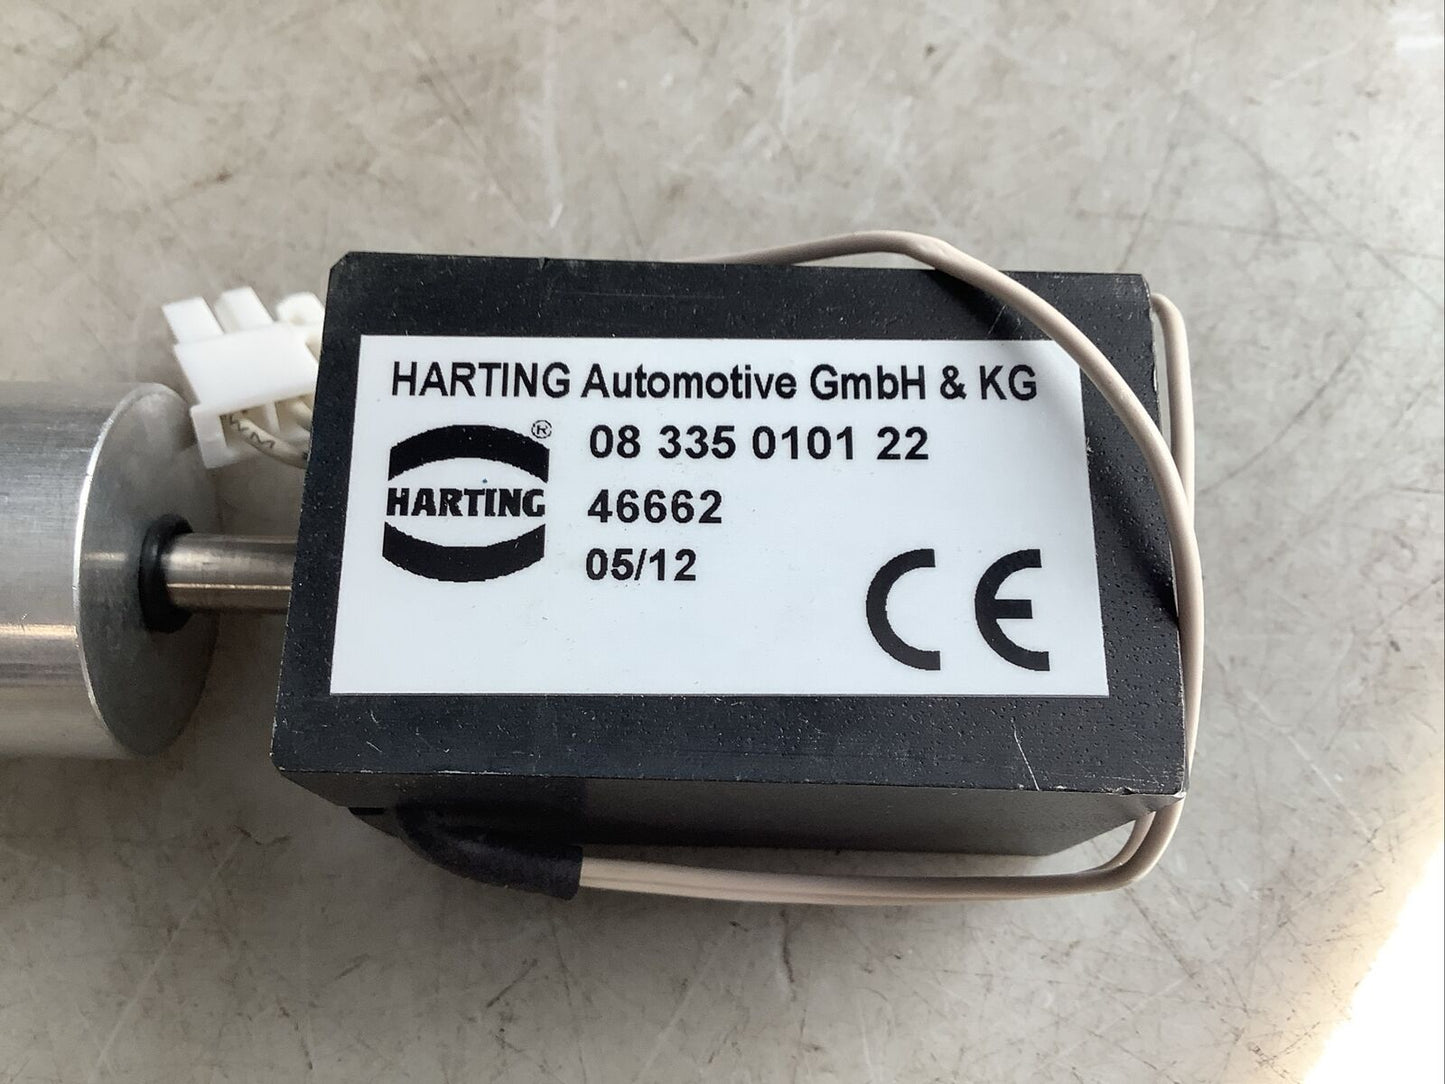 HARTING Automotive GmbH & KG
®
HARTING
08 335 0101 22
46662
05/12
CE